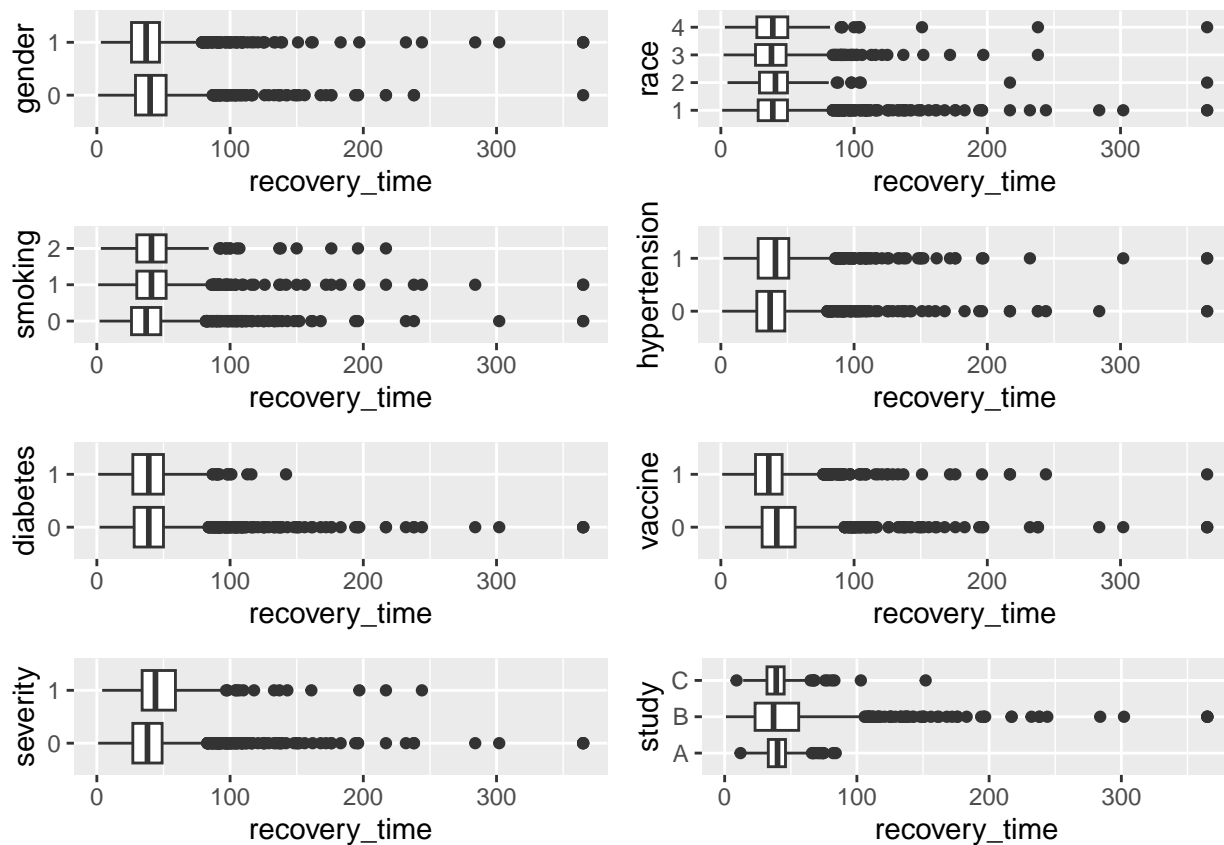 gender
1
0
0 100 200 300
recovery_time
race
4
3
2
1
0 100 200 300
recovery_time
smoking
2
1
0
0 100 200 300
recovery_time
hypertension
1
0
0 100 200 300
recovery_time
diabetes
1
0
0 100 200 300
recovery_time
vaccine
1
0
0 100 200 300
recovery_time
severity
1
0
0 100 200 300
recovery_time
study
C
B
A
0 100 200 300
recovery_time